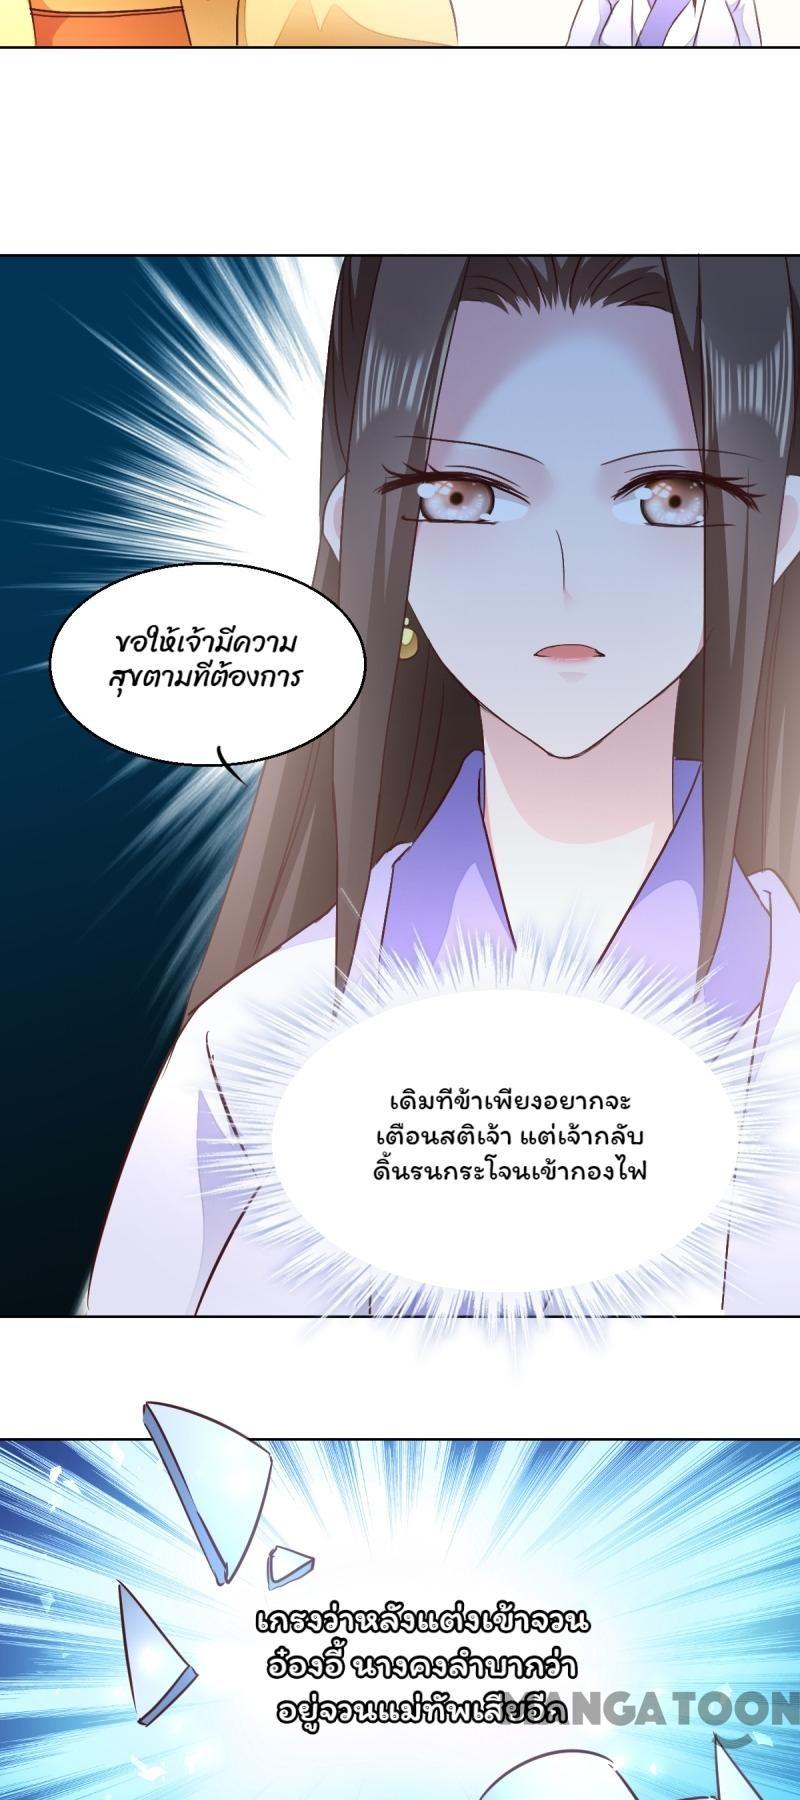 ขอให้เจ้ามีความ
สุขตามที่ต้องการ
เดิมทีข้าเพียงอยากจะ
เตือนสติเจ้า แต่เจ้ากลับ
ดิ้นรนกระโจนเข้ากองไฟ
เกรงว่าหลังแต่งเข้าจวน
อ๋องอี้ นางคงลำบากว่า
อยู่จวนแม่ทัพเสียอีก
MANGATOON